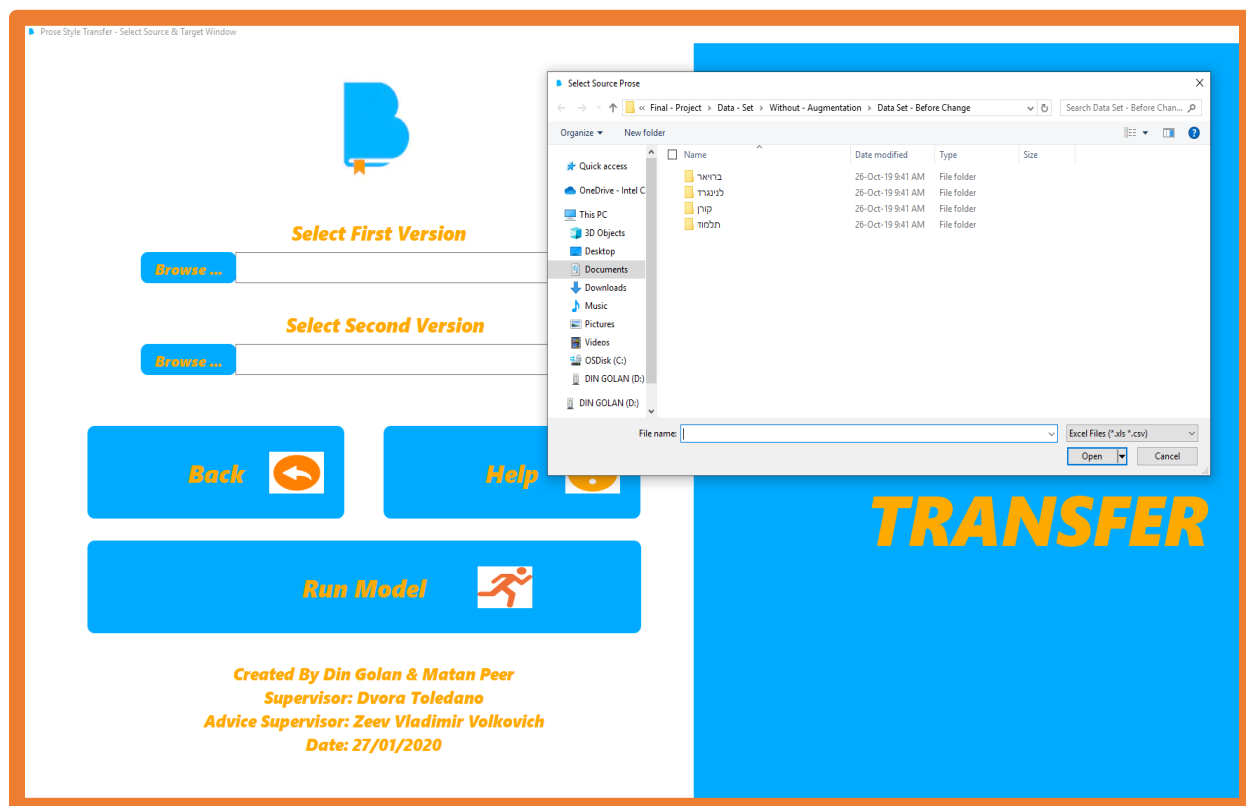 Prose Style Transfer - Select Source & Target Window
Select First Version
Browse ...
Select Second Version
Browse ...
Back
Help
Run Model
Created By Din Golan & Matan Peer
Supervisor: Dvora Toledano
Advice Supervisor: Zeev Vladimir Volkovich
Date: 27/01/2020
TRANSFER
Select Source Prose
« Final - Project › Data - Set › Without - Augmentation › Data Set - Before Change
Search Data Set - Before Chan...
Organize New folder
Quick access
OneDrive - Intel C
This PC
3D Objects
Desktop
Documents
Downloads
Music
Pictures
Videos
OSDisk (C:)
DIN GOLAN (D:)
DIN GOLAN (D:)
Name Date modified Type Size
ברויאר 26-Oct-19 9:41 AM File folder
לנינגרד 26-Oct-19 9:41 AM File folder
קורן 26-Oct-19 9:41 AM File folder
תלמוד 26-Oct-19 9:41 AM File folder
File name:
Excel Files (*.xls *.csv)
Open Cancel